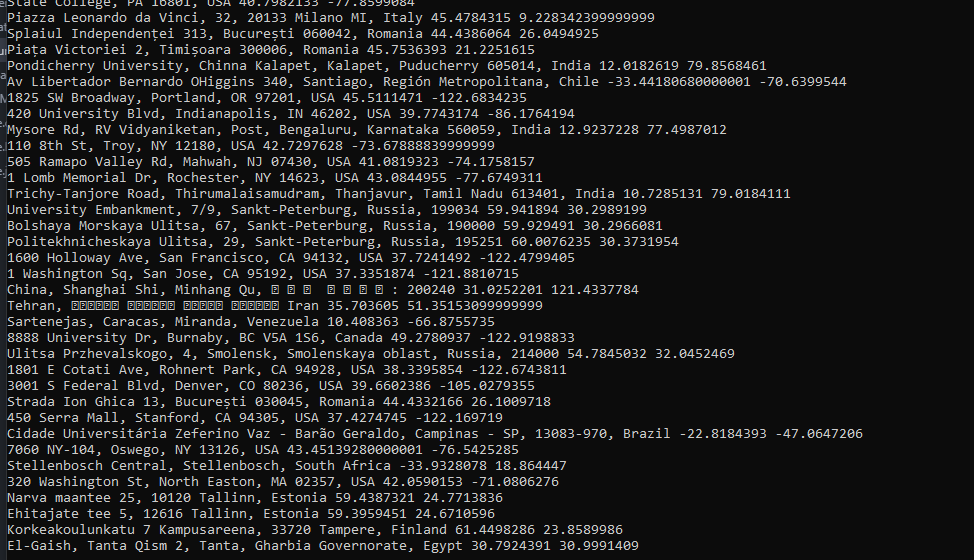 State College, PA 16801, USA 40.7982133 -77.8599084
Piazza Leonardo da Vinci, 32, 20133 Milano MI, Italy 45.4784315 9.228342399999999
Splaiul Independenței 313, București 060042, Romania 44.4386064 26.0494925
Piața Victoriei 2, Timișoara 300006, Romania 45.7536393 21.2251615
Pondicherry University, Chinna Kalapet, Kalapet, Puducherry 605014, India 12.0182619 79.8568461
Av Libertador Bernardo OHiggins 340, Santiago, Región Metropolitana, Chile -33.44180680000001 -70.6399544
1825 SW Broadway, Portland, OR 97201, USA 45.5111471 -122.6834235
420 University Blvd, Indianapolis, IN 46202, USA 39.7743174 -86.1764194
Mysore Rd, RV Vidyaniketan, Post, Bengaluru, Karnataka 560059, India 12.9237228 77.4987012
110 8th St, Troy, NY 12180, USA 42.7297628 -73.67888839999999
505 Ramapo Valley Rd, Mahwah, NJ 07430, USA 41.0819323 -74.1758157
1 Lomb Memorial Dr, Rochester, NY 14623, USA 43.0844955 -77.6749311
Trichy-Tanjore Road, Thirumalaisamudram, Thanjavur, Tamil Nadu 613401, India 10.7285131 79.0184111
University Embankment, 7/9, Sankt-Peterburg, Russia, 199034 59.941894 30.2989199
Bolshaya Morskaya Ulitsa, 67, Sankt-Peterburg, Russia, 190000 59.929491 30.2966081
Politekhnicheskaya Ulitsa, 29, Sankt-Peterburg, Russia, 195251 60.0076235 30.3731954
1600 Holloway Ave, San Francisco, CA 94132, USA 37.7241492 -122.4799405
1 Washington Sq, San Jose, CA 95192, USA 37.3351874 -121.8810715
China, Shanghai Shi, Minhang Qu, : 200240 31.0252201 121.4337784
Tehran, Iran 35.703605 51.35153099999999
Sartenejas, Caracas, Miranda, Venezuela 10.408363 -66.8755735
8888 University Dr, Burnaby, BC V5A 1S6, Canada 49.2780937 -122.9198833
Ulitsa Przhevalskogo, 4, Smolensk, Smolenskaya oblast, Russia, 214000 54.7845032 32.0452469
1801 E Cotati Ave, Rohnert Park, CA 94928, USA 38.3395854 -122.6743811
3001 S Federal Blvd, Denver, CO 80236, USA 39.6602386 -105.0279355
Strada Ion Ghica 13, București 030045, Romania 44.4332166 26.1009718
450 Serra Mall, Stanford, CA 94305, USA 37.4274745 -122.169719
Cidade Universitária Zeferino Vaz - Barão Geraldo, Campinas - SP, 13083-970, Brazil -22.8184393 -47.0647206
7060 NY-104, Oswego, NY 13126, USA 43.45139280000001 -76.5425285
Stellenbosch Central, Stellenbosch, South Africa -33.9328078 18.864447
320 Washington St, North Easton, MA 02357, USA 42.0590153 -71.0806276
Narva maantee 25, 10120 Tallinn, Estonia 59.4387321 24.7713836
Ehitajate tee 5, 12616 Tallinn, Estonia 59.3959451 24.6710596
Korkeakoulunkatu 7 Kampusareena, 33720 Tampere, Finland 61.4498286 23.8589986
El-Gaish, Tanta Qism 2, Tanta, Gharbia Governorate, Egypt 30.7924391 30.9991409